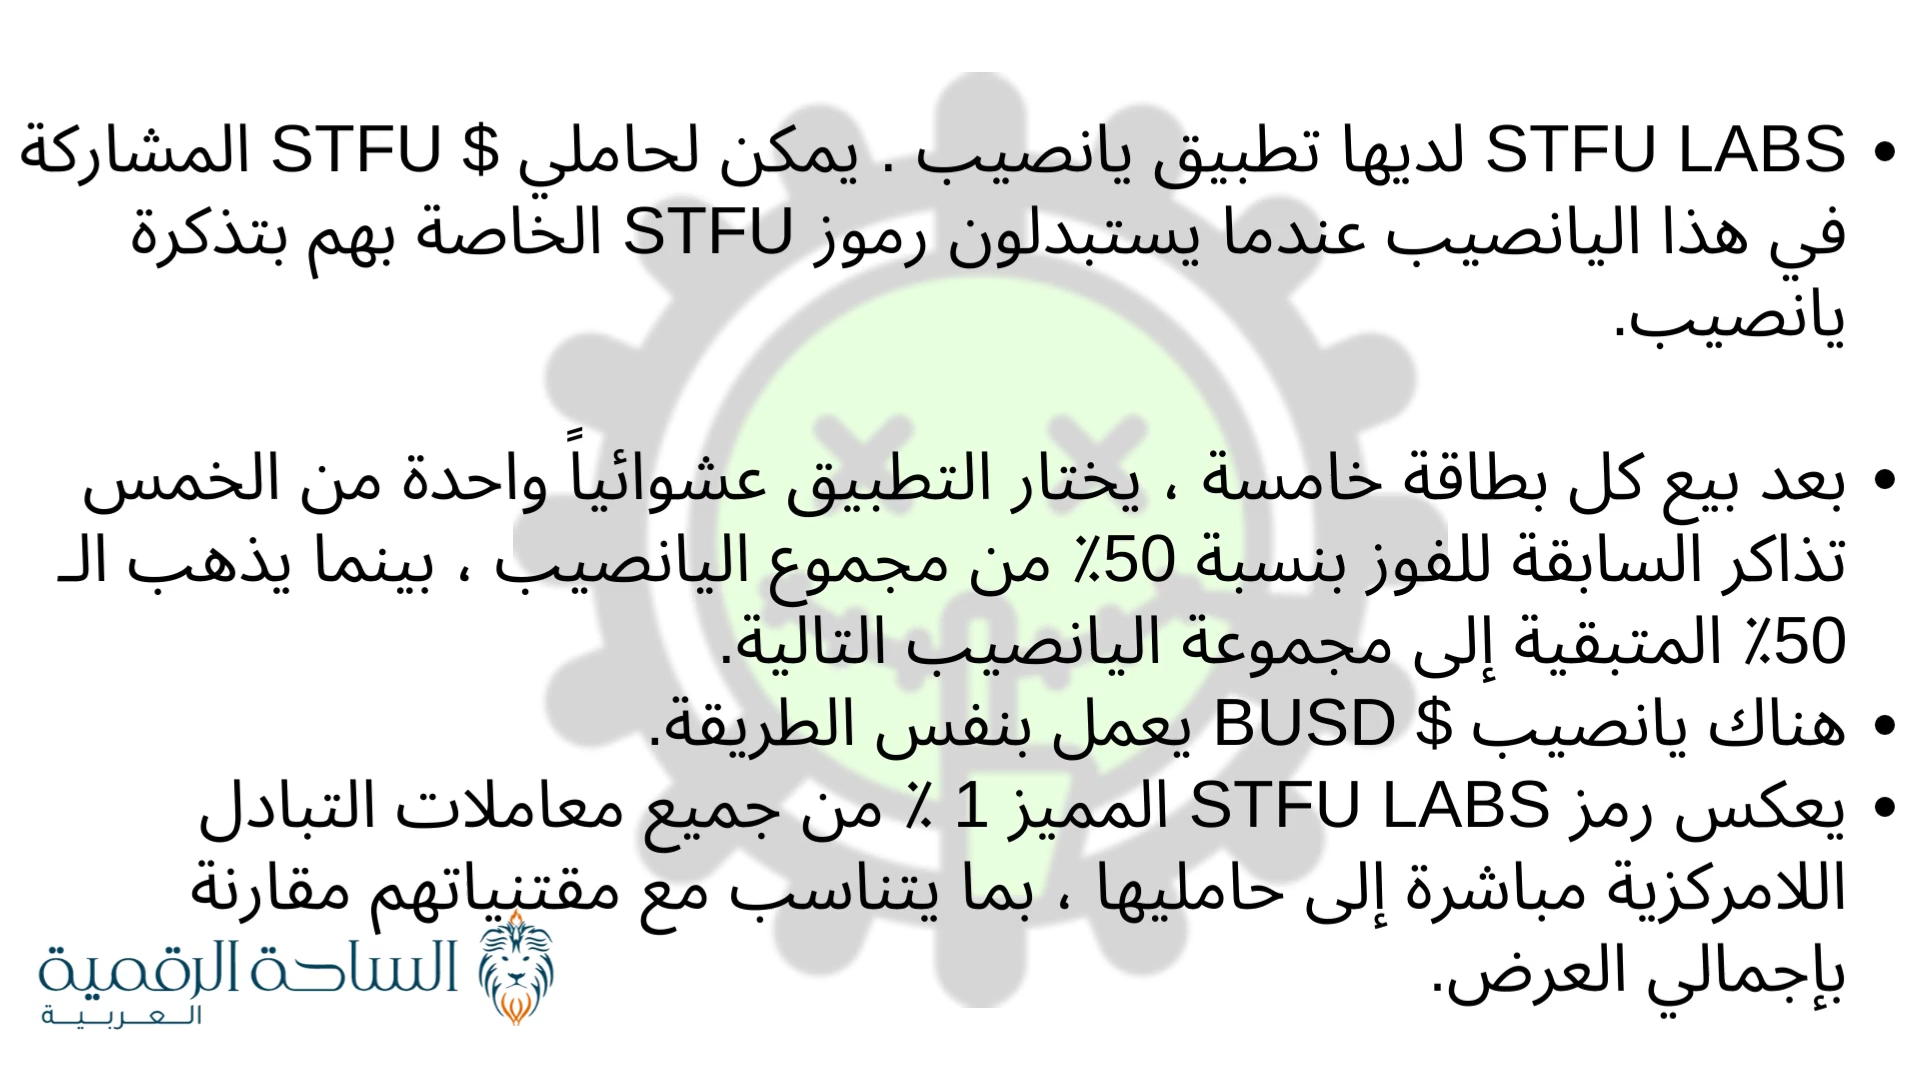 • STFU LABS لديها تطبيق يانصيب . يمكن لحاملي $ STFU المشاركة
في هذا اليانصيب عندما يستبدلون رموز STFU الخاصة بهم بتذكرة
يانصيب.
• بعد بيع كل بطاقة خامسة ، يختار التطبيق عشوائياً واحدة من الخمس
تذاكر السابقة للفوز بنسبة 50٪ من مجموع اليانصيب ، بينما يذهب الـ
50٪ المتبقية إلى مجموعة اليانصيب التالية.
• هناك يانصيب $ BUSD يعمل بنفس الطريقة.
• يعكس رمز STFU LABS المميز 1 ٪ من جميع معاملات التبادل
اللامركزية مباشرة إلى حامليها ، بما يتناسب مع مقتنياتهم مقارنة
بإجمالي العرض.
الساحة الرقمية
العربية